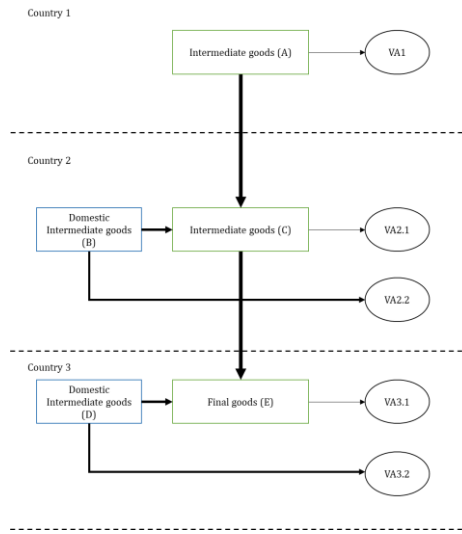 Country 1
Intermediate goods (A)
VA1
Country 2
Domestic
Intermediate goods
(B)
Intermediate goods (C)
VA2.1
VA2.2
Country 3
Domestic
Intermediate goods
(D)
Final goods (E)
VA3.1
VA3.2